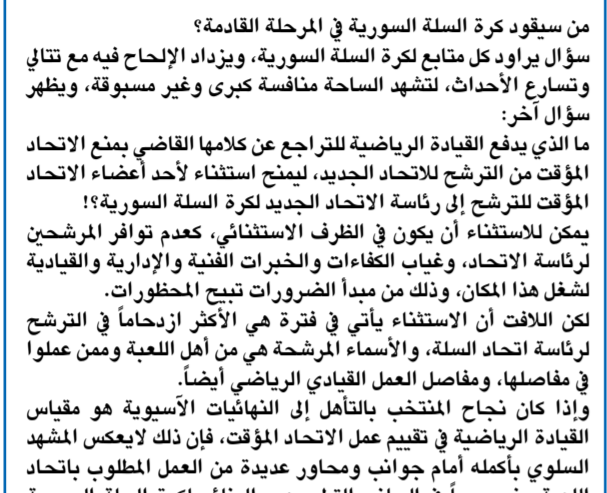 من سيقود كرة السلة السورية في المرحلة القادمة؟
سؤال يراود كل متابع لكرة السلة السورية، ويزداد الإلحاح فيه مع تتالي
وتسارع الأحداث، لتشهد الساحة منافسة كبرى وغير مسبوقة، ويظهر
سؤال آخر:
ما الذي يدفع القيادة الرياضية للتراجع عن كلامها القاضي بمنع الاتحاد
المؤقت من الترشح للاتحاد الجديد، ليمنح استثناء لأحد أعضاء الاتحاد
المؤقت للترشح إلى رئاسة الاتحاد الجديد لكرة السلة السورية؟!
يمكن للاستثناء أن يكون في الظرف الاستثنائي، كعدم توافر المرشحين
لرئاسة الاتحاد، وغياب الكفاءات والخبرات الفنية والإدارية والقيادية
لشغل هذا المكان، وذلك من مبدأ الضرورات تبيح المحظورات.
لكن اللافت أن الاستثناء يأتي في فترة هي الأكثر ازدحاماً في الترشح
لرئاسة اتحاد السلة، والأسماء المرشحة هي من أهل اللعبة وممن عملوا
في مفاصلها، ومفاصل العمل القيادي الرياضي أيضاً.
وإذا كان نجاح المنتخب بالتأهل إلى النهائيات الآسيوية هو مقياس
القيادة الرياضية في تقييم عمل الاتحاد المؤقت، فإن ذلك لايعكس المشهد
السلوي بأكمله أمام جوانب ومحاور عديدة من العمل المطلوب باتحاد